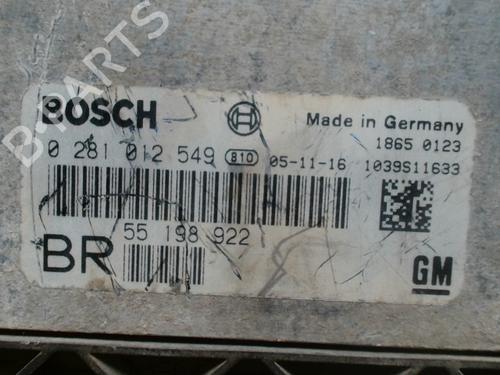 BOSCH
Made in Germany
1865 0123
0 281 012 549 810 05-11-16 1039S11633
BR 55 198 922
GM
B-PARTS